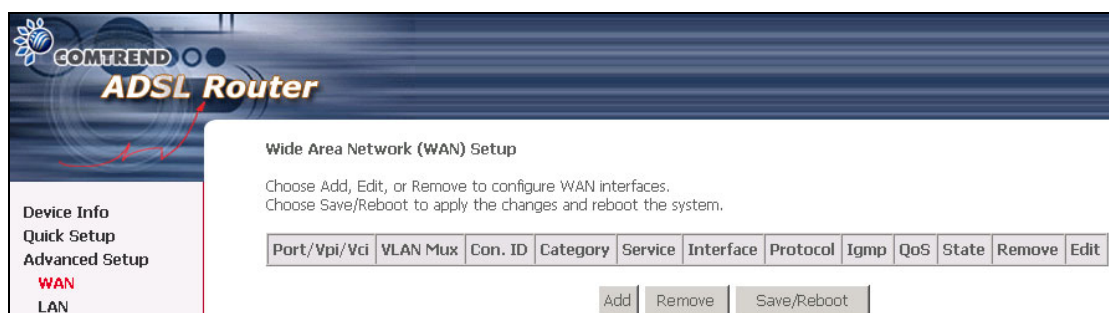 COMTREND
ADSL Router
Device Info
Quick Setup
Advanced Setup
WAN
LAN
Wide Area Network (WAN) Setup
Choose Add, Edit, or Remove to configure WAN interfaces.
Choose Save/Reboot to apply the changes and reboot the system.
Port/Vpi/Vci VLAN Mux Con. ID Category Service Interface Protocol Igmp QoS State Remove Edit
Add Remove Save/Reboot